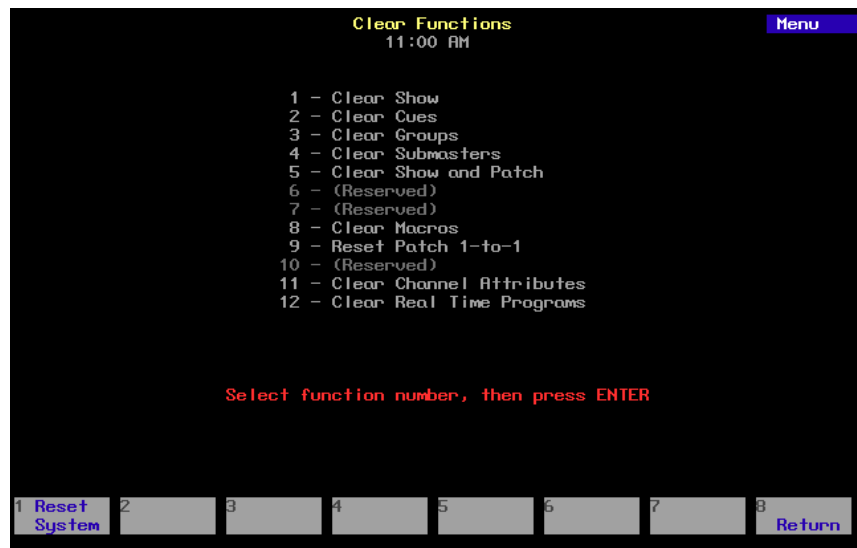 Clear Functions
Menu
11:00 AM
1 - Clear Show
2 - Clear Cues
3 - Clear Groups
4 - Clear Submasters
5 - Clear Show and Patch
6 - (Reserved)
7 - (Reserved)
8 - Clear Macros
9 - Reset Patch 1-to-1
10 - (Reserved)
11 - Clear Channel Attributes
12 - Clear Real Time Programs
Select function number, then press ENTER
1 Reset 2 3 4 5 6 7 8
System Return